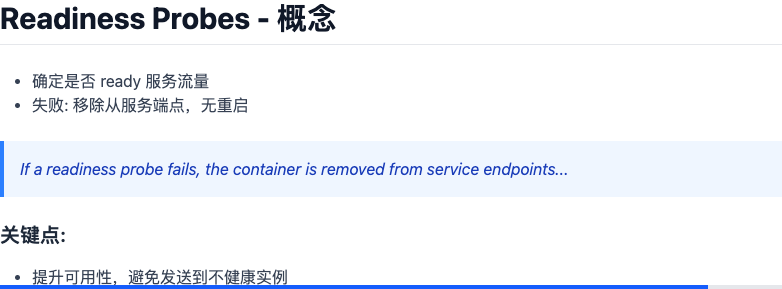 Readiness Probes - 概念
确定是否 ready 服务流量
失败: 移除从服务端点，无重启
If a readiness probe fails, the container is removed from service endpoints...
关键点:
提升可用性，避免发送到不健康实例